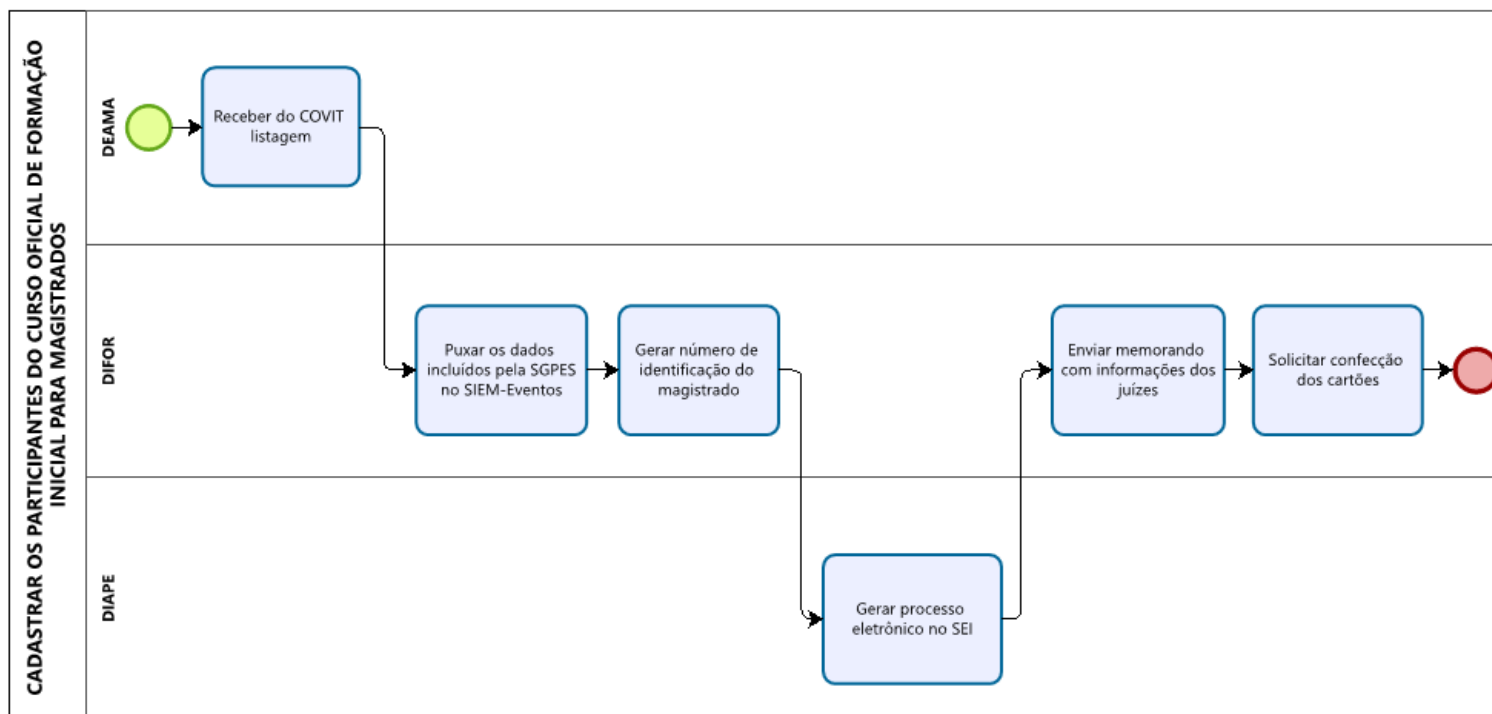 CADASTRAR OS PARTICIPANTES DO CURSO OFICIAL DE FORMAÇÃO
INICIAL PARA MAGISTRADOS
DEAMA
Receber do COVIT
listagem
DIFOR
Puxar os dados
incluídos pela SGPES
no SIEM-Eventos
Gerar número de
identificação do
magistrado
Enviar memorando
com informações dos
juízes
Solicitar confecção
dos cartões
DIAPE
Gerar processo
eletrônico no SEI